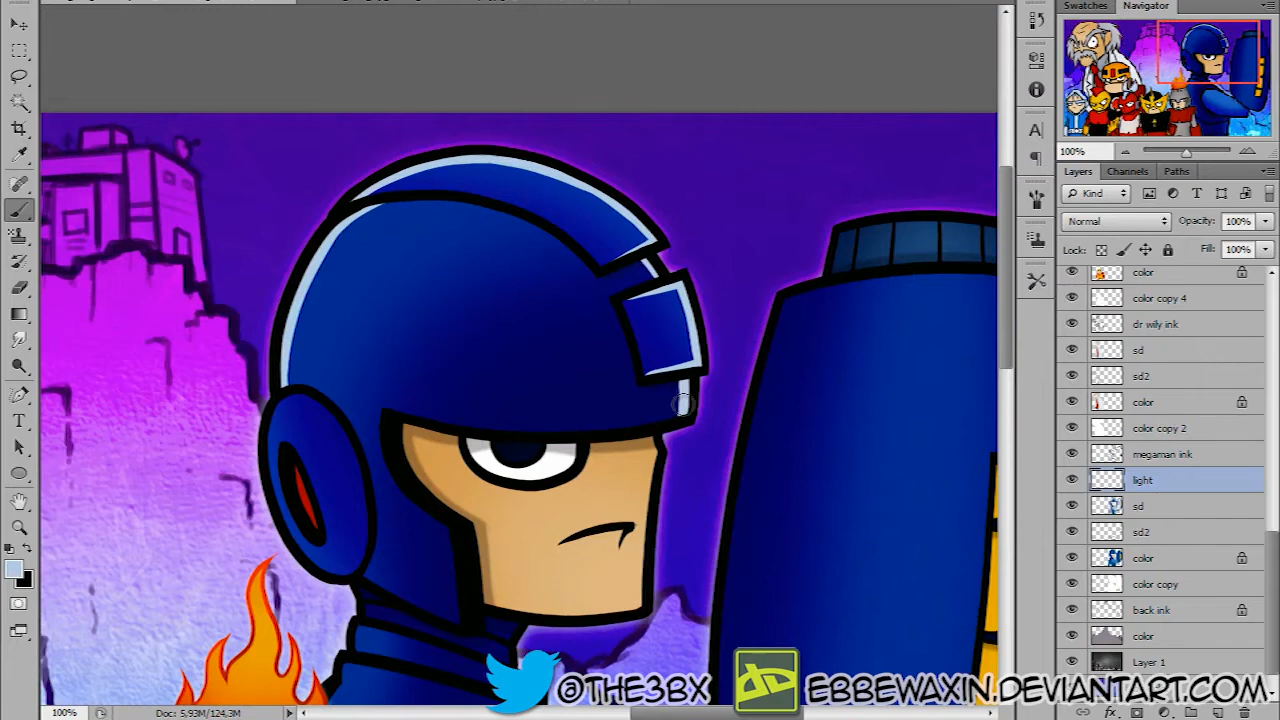 Swatches Navigator
100%
Layers Channels Paths
Kind
Normal Opacity: 100%
Lock: Fill: 100%
color
color copy 4
dr wily ink
sd
sd2
color
color copy 2
megaman ink
light
sd
sd2
color
color copy
back ink
color
Layer 1
@THE3BX EBBEWAXIN.DEVIANTART.COM
100% Doc: 5,93M/124,3M